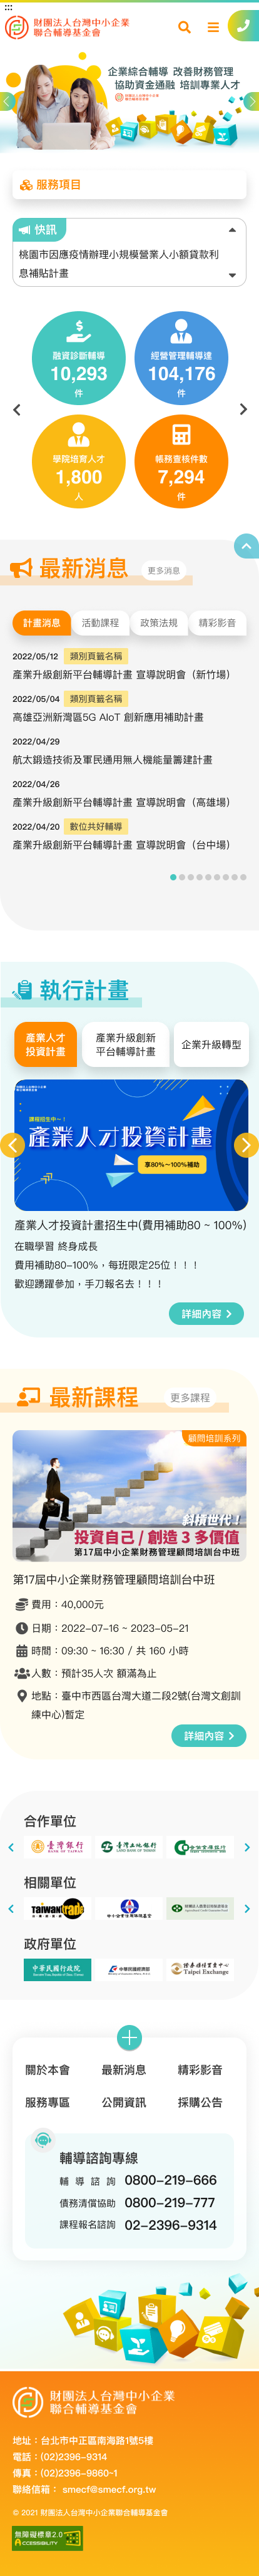 財團法人台灣中小企業
聯合輔導基金會
企業綜合輔導 改善財務管理
協助資金通融 培訓專業人才
服務項目
快訊
桃園市因應疫情辦理小規模營業人小額貸款利
息補貼計畫
融資診斷輔導
10,293
件
經營管理輔導達
104,176
件
學院培育人才
1,800
人
帳務查核件數
7,294
件
最新消息
更多消息
計畫消息 活動課程 政策法規 精彩影音
2022/05/12 類別頁籤名稱
產業升級創新平台輔導計畫 宣導說明會（新竹場）
2022/05/04 類別頁籤名稱
高雄亞洲新灣區5G AIoT 創新應用補助計畫
2022/04/29
航太鍛造技術及軍民通用無人機能量籌建計畫
2022/04/26
產業升級創新平台輔導計畫 宣導說明會（高雄場）
2022/04/20 數位共好輔導
產業升級創新平台輔導計畫 宣導說明會（台中場）
執行計畫
產業人才
投資計畫
產業升級創新
平台輔導計畫
企業升級轉型
課程招生中~!
產業人才投資計畫
享80%~100%補助
產業人才投資計畫招生中(費用補助80 ~ 100%)
在職學習 終身成長
費用補助80-100%，每班限定25位！！！
歡迎踴躍參加，手刀報名去！！！
詳細內容
最新課程
更多課程
顧問培訓系列
斜槓世代！
投資自己/創造3多價值
第17屆中小企業財務管理顧問培訓台中班
第17屆中小企業財務管理顧問培訓台中班
費用：40,000元
日期：2022-07-16 ~ 2023-05-21
時間：09:30 ~ 16:30 / 共 160 小時
人數：預計35人次 額滿為止
地點：臺中市西區台灣大道二段2號(台灣文創訓
練中心)暫定
詳細內容
合作單位
臺灣銀行
BANK OF TAIWAN
臺灣土地銀行
LAND BANK OF TAIWAN
合作金庫銀行
相關單位
taiwantrade
政府單位
中華民國行政院
中華民國經濟部
證券櫃檯買賣中心
Taipei Exchange
關於本會 最新消息 精彩影音
服務專區 公開資訊 採購公告
輔導諮詢專線
輔導諮詢 0800-219-666
債務清償協助 0800-219-777
課程報名諮詢 02-2396-9314
財團法人台灣中小企業
聯合輔導基金會
地址：台北市中正區南海路1號5樓
電話：(02)2396-9314
傳真：(02)2396-9860~1
聯絡信箱： smecf@smecf.org.tw
© 2021 財團法人台灣中小企業聯合輔導基金會
無障礙標章2.0
ACCESSIBILITY